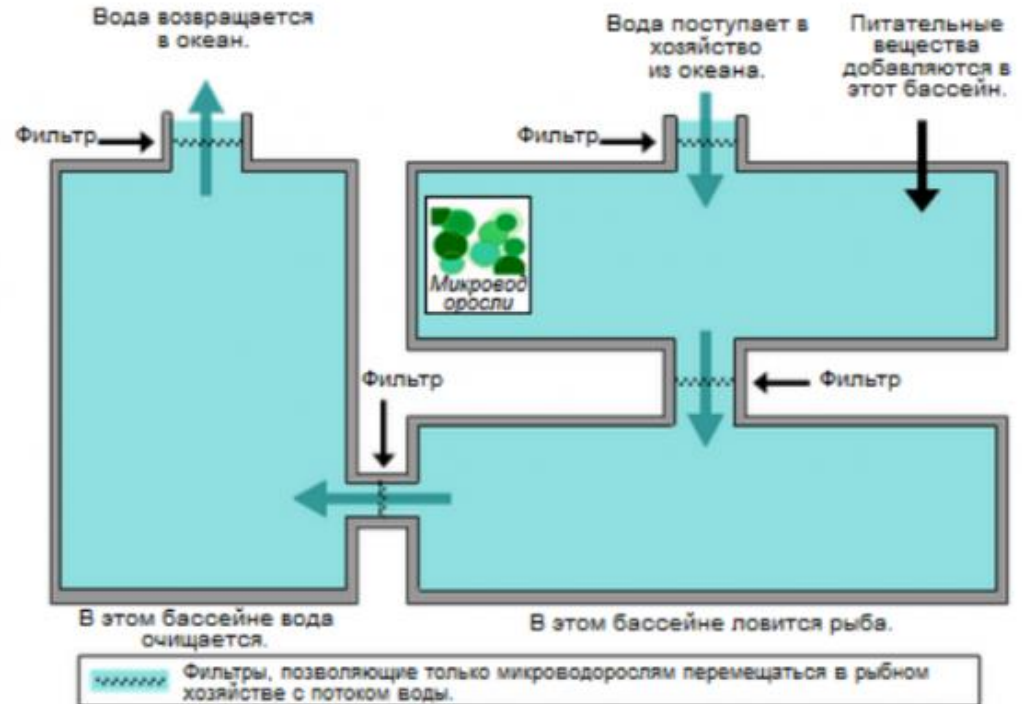 Вода возвращается
в океан.
Вода поступает в
хозяйство
из океана.
Питательные
вещества
добавляются в
этот бассейн.
Фильтр
Фильтр
Микровод
оросли
Фильтр
Фильтр
В этом бассейне вода
очищается.
В этом бассейне ловится рыба.
Фильтры, позволяющие только микроводорослям перемещаться в рыбном
хозяйстве с потоком воды.